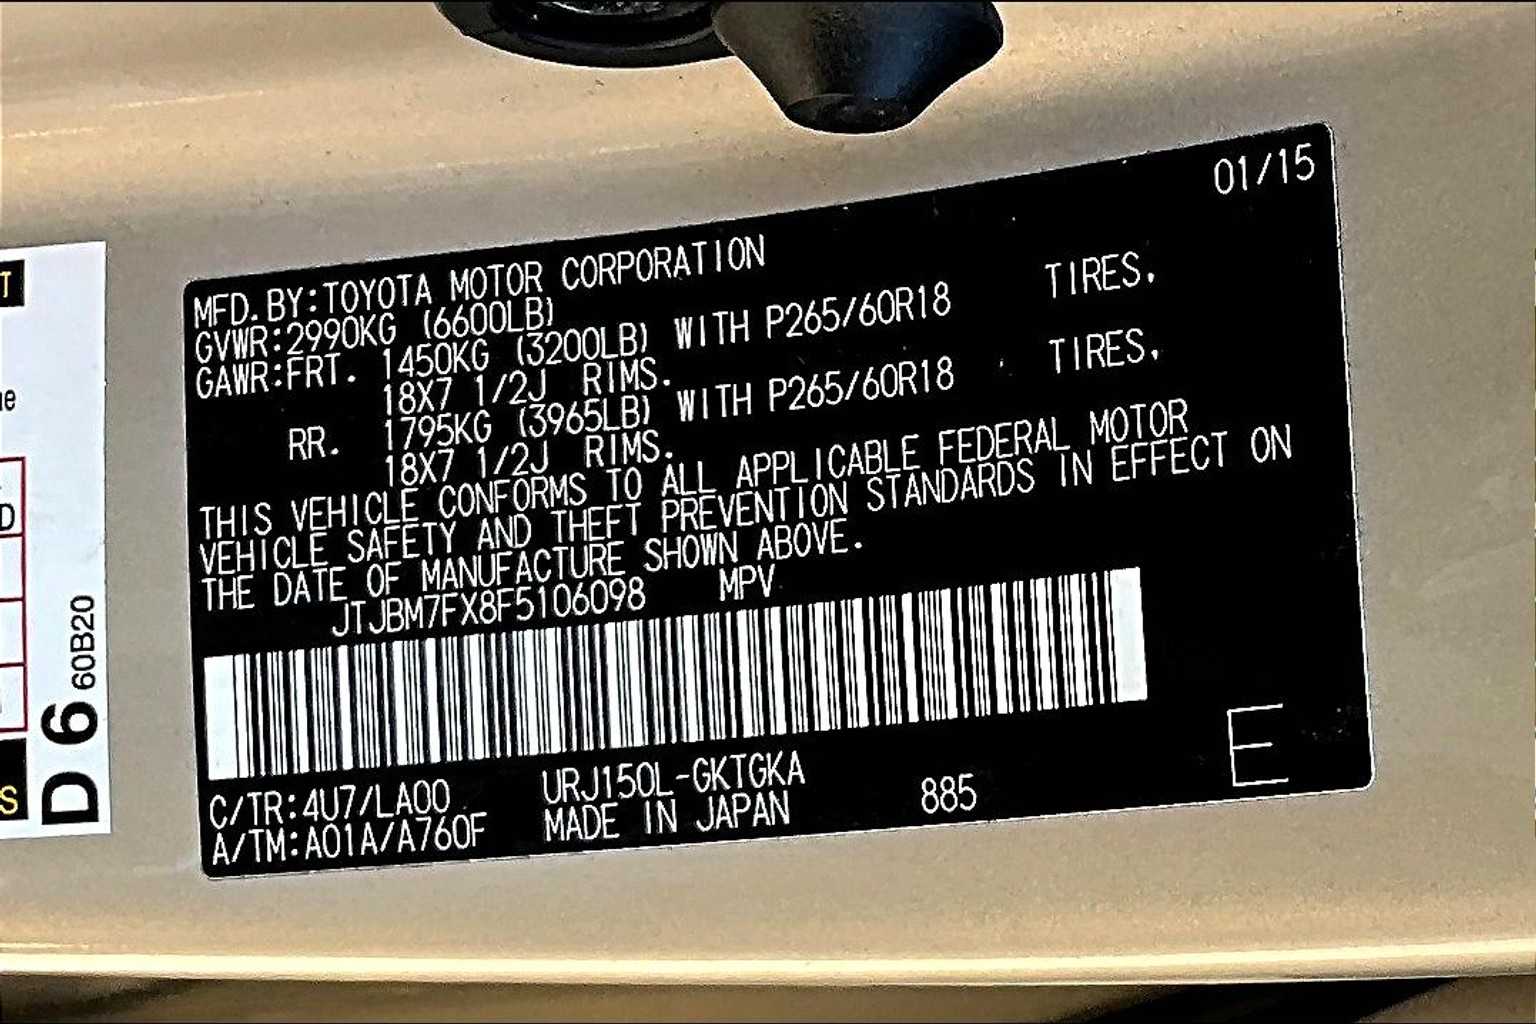 01/15
MFD.BY:TOYOTA MOTOR CORPORATION
GVWR:2990KG (6600LB)
GAWR:FRT. 1450KG (3200LB) WITH P265/60R18 TIRES,
18X7 1/2J RIMS.
RR. 1795KG (3965LB) WITH P265/60R18 TIRES,
18X7 1/2J RIMS.
THIS VEHICLE CONFORMS TO ALL APPLICABLE FEDERAL MOTOR
VEHICLE SAFETY AND THEFT PREVENTION STANDARDS IN EFFECT ON
THE DATE OF MANUFACTURE SHOWN ABOVE.
JTJBM7FX8F5106098 MPV
C/TR:4U7/LA00 URJ150L-GKTGKA
A/TM:A01A/A760F MADE IN JAPAN 885
E
D 6 60B20
T
D
S